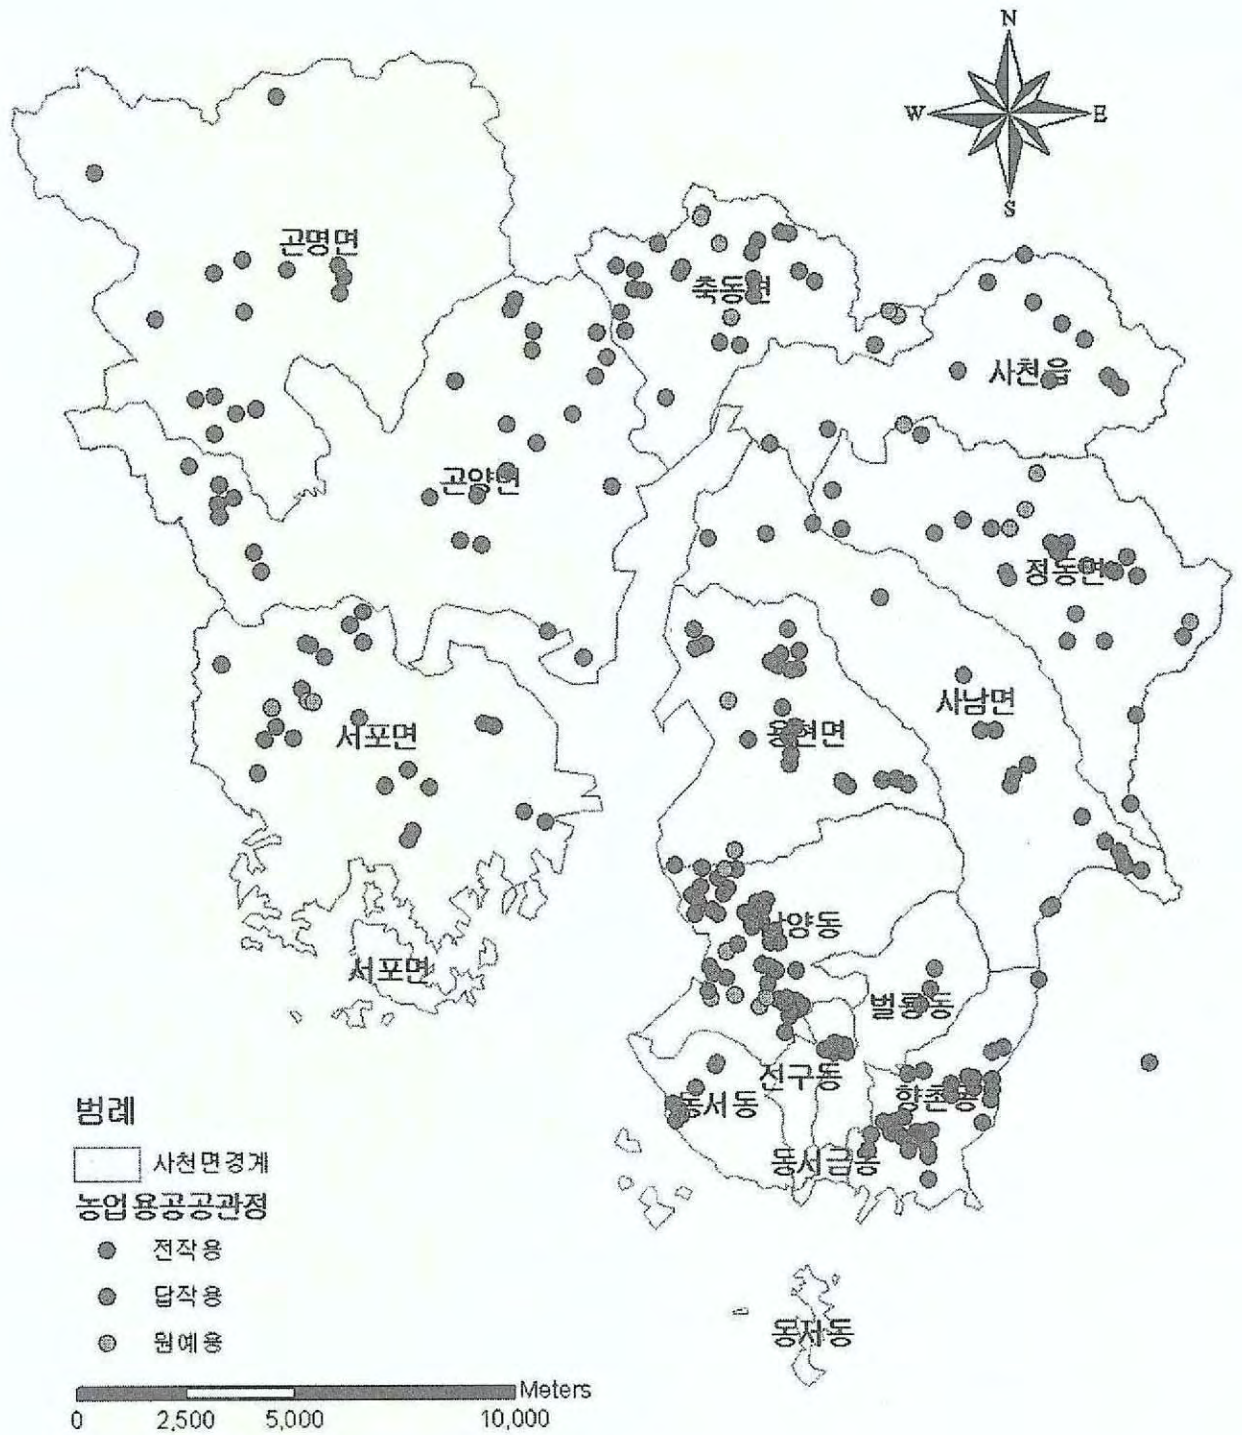 N
W E
S
곤명면
축동면
사천읍
곤양면
정동면
사남면
서포면
용현면
남양동
서포면
벌룡동
선구동
향촌동
동서동
동서금동
범례
사천면경계
농업용공공관정
전작용
답작용
원예용
동서동
Meters
0 2,500 5,000 10,000